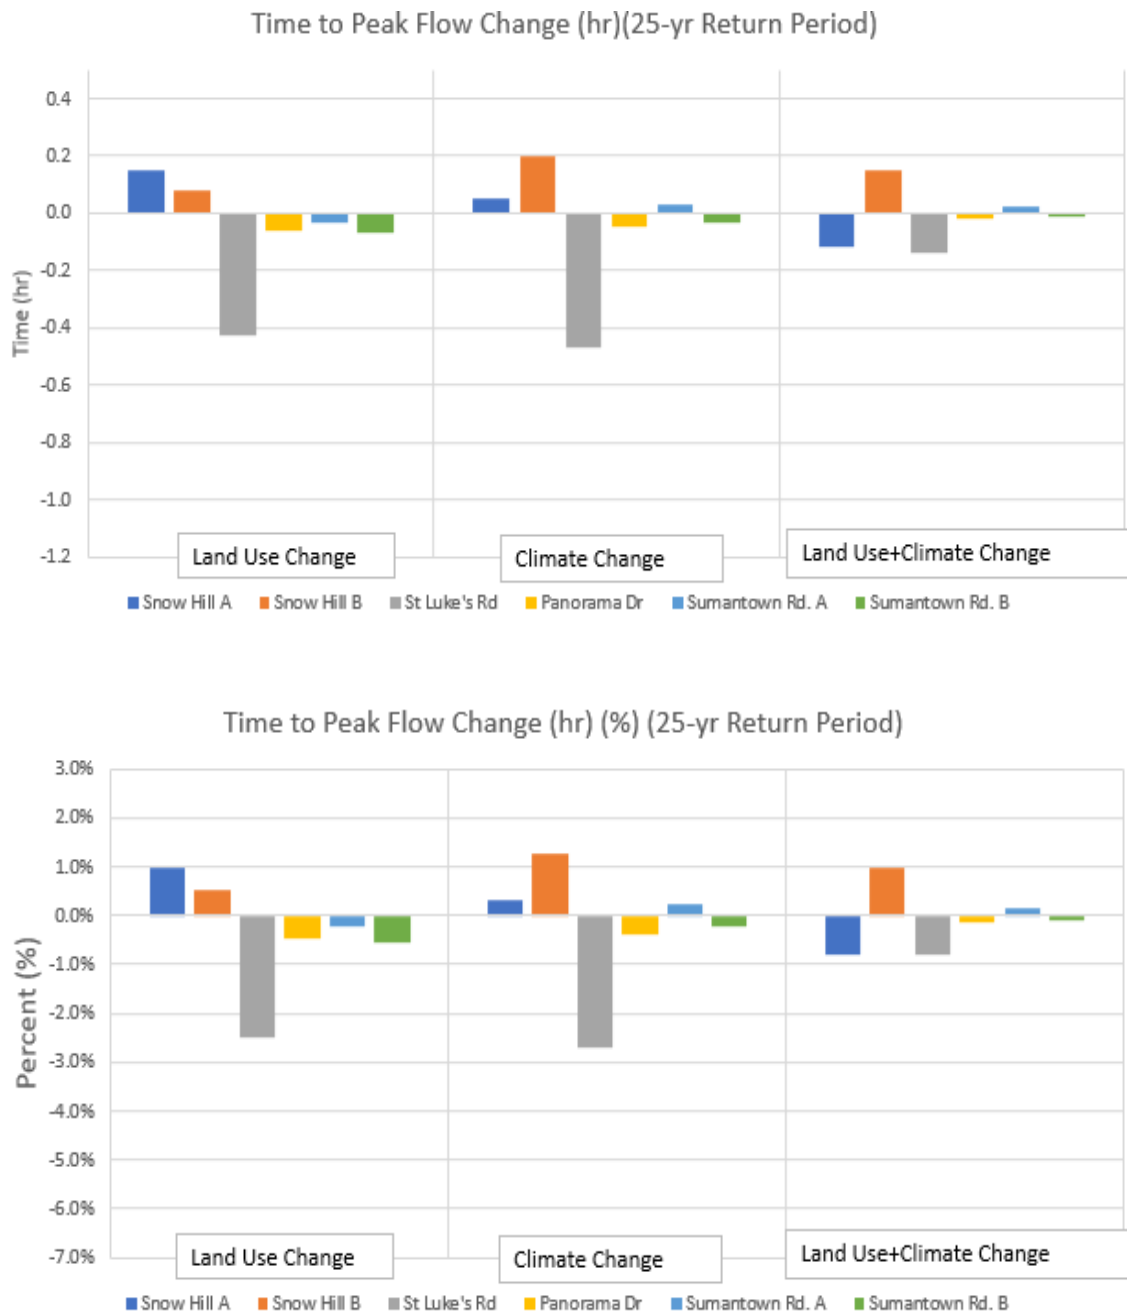 Time to Peak Flow Change (hr)(25-yr Return Period)
0.4
0.2
0.0
-0.2
-0.4
-0.6
-0.8
-1.0
-1.2
Time (hr)
Land Use Change
Climate Change
Land Use+Climate Change
Snow Hill A Snow Hill B St Luke's Rd Panorama Dr Sumantown Rd. A Sumantown Rd. B
Time to Peak Flow Change (hr) (%) (25-yr Return Period)
3.0%
2.0%
1.0%
0.0%
-1.0%
-2.0%
-3.0%
-4.0%
-5.0%
-6.0%
-7.0%
Percent (%)
Land Use Change
Climate Change
Land Use+Climate Change
Snow Hill A Snow Hill B St Luke's Rd Panorama Dr Sumantown Rd. A Sumantown Rd. B